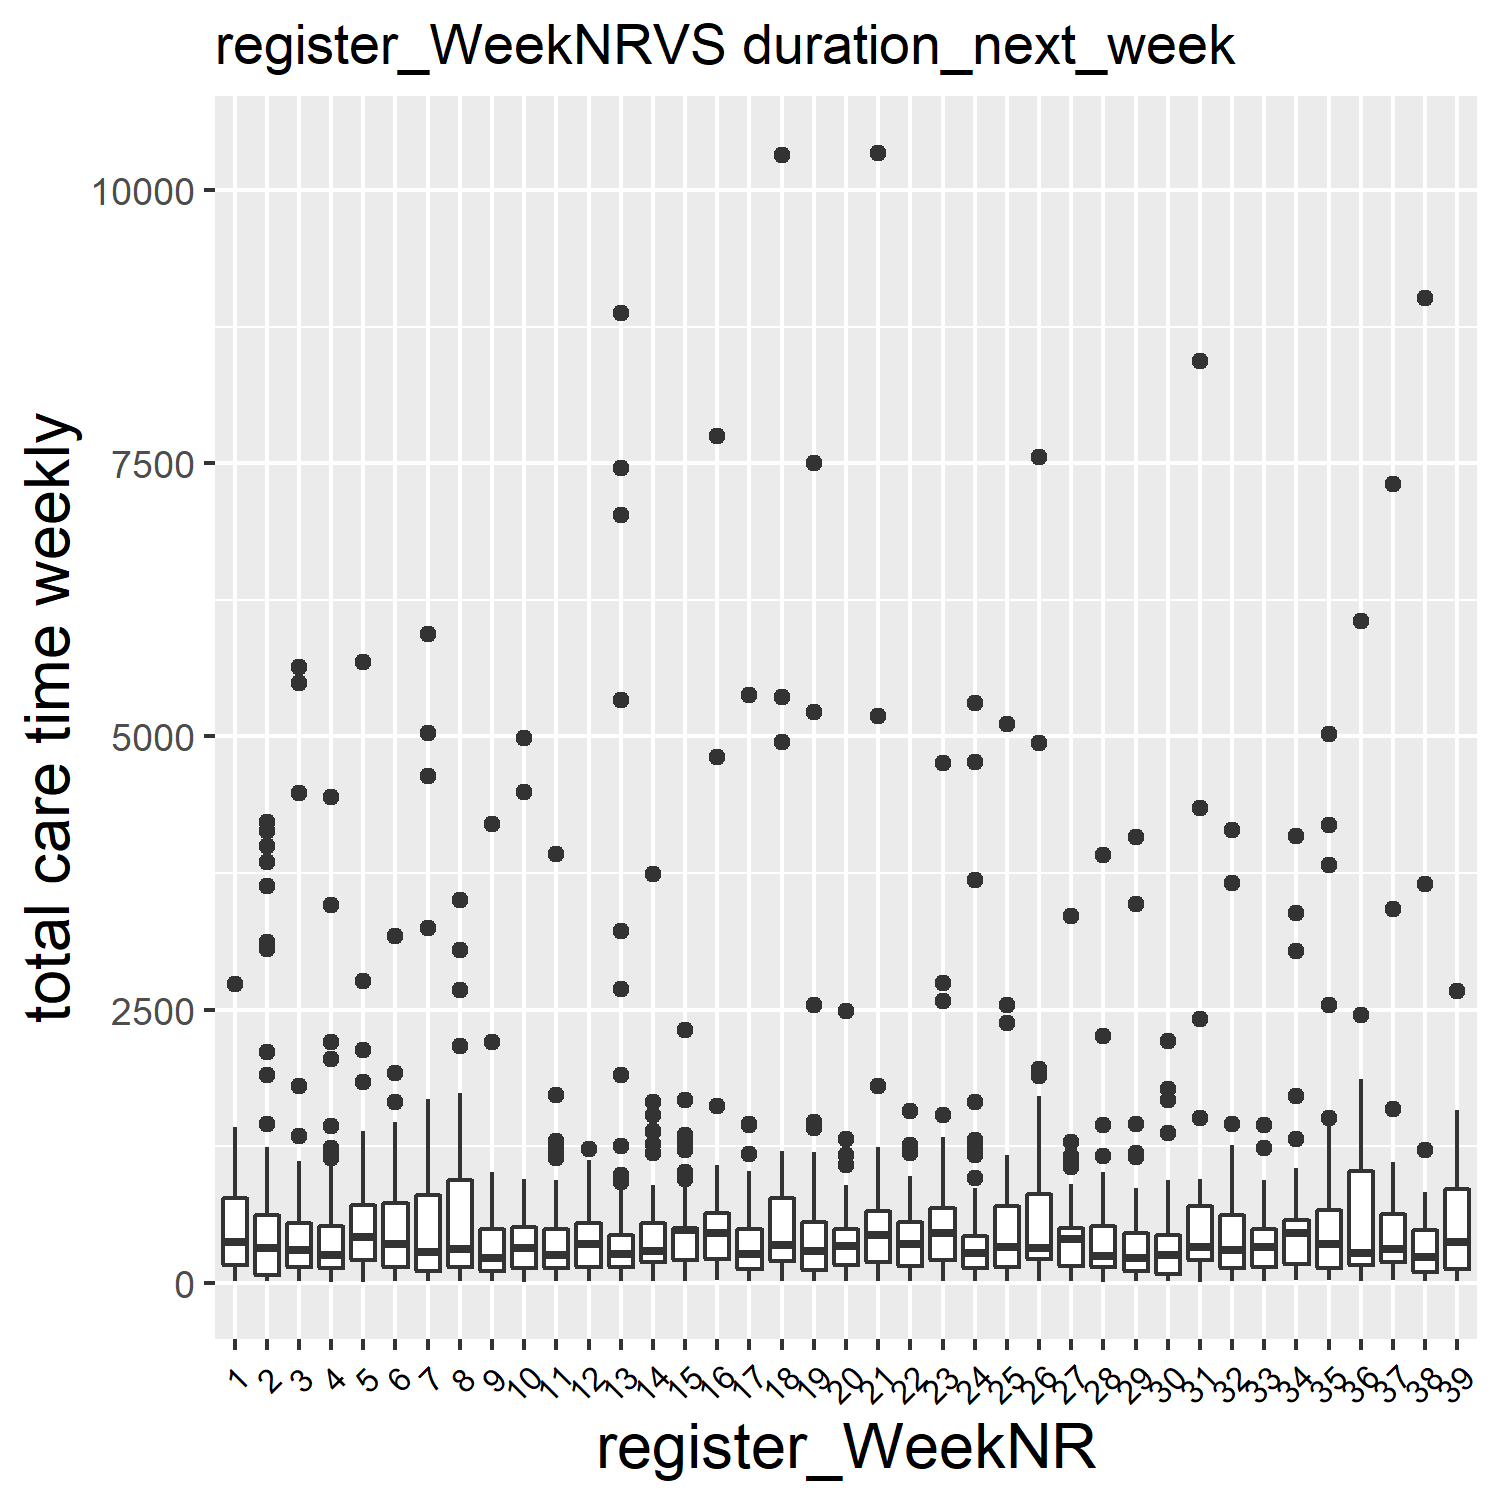 register_WeekNRVS duration_next_week
total care time weekly
10000
7500
5000
2500
0
1 2 3 4 5 6 7 8 9 10 11 12 13 14 15 16 17 18 19 20 21 22 23 24 25 26 27 28 29 30 31 32 33 34 35 36 37 38 39
register_WeekNR